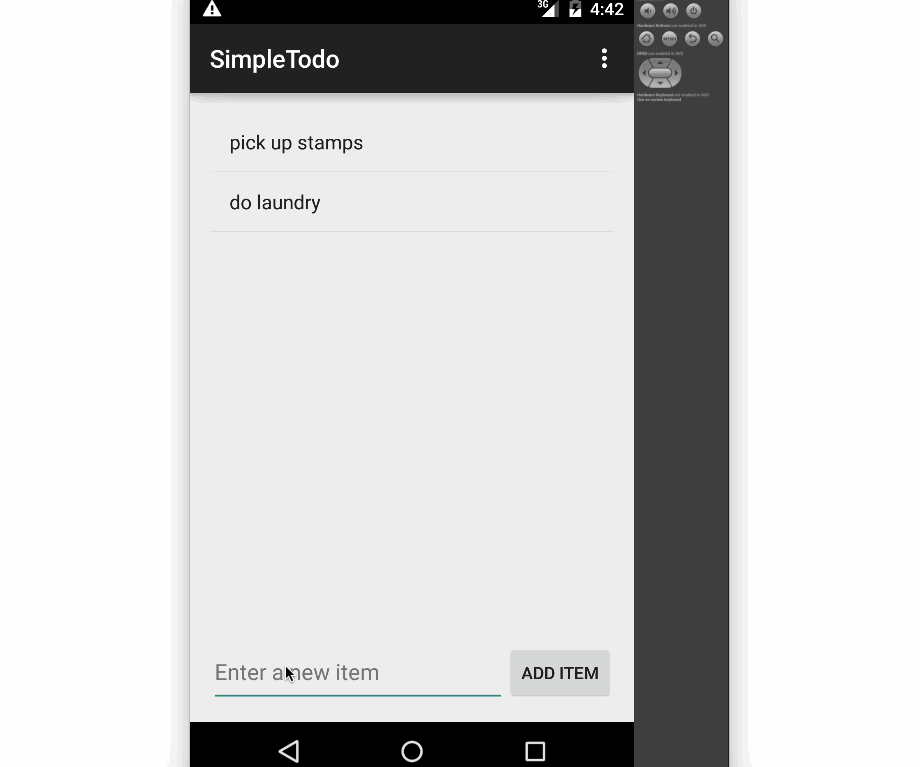 3G 4:42
SimpleTodo
pick up stamps
do laundry
Enter a new item
ADD ITEM
Hardware Buttons not enabled in AVD
MENU
DPAD not enabled in AVD
Hardware Keyboard not enabled in AVD
Use on screen keyboard